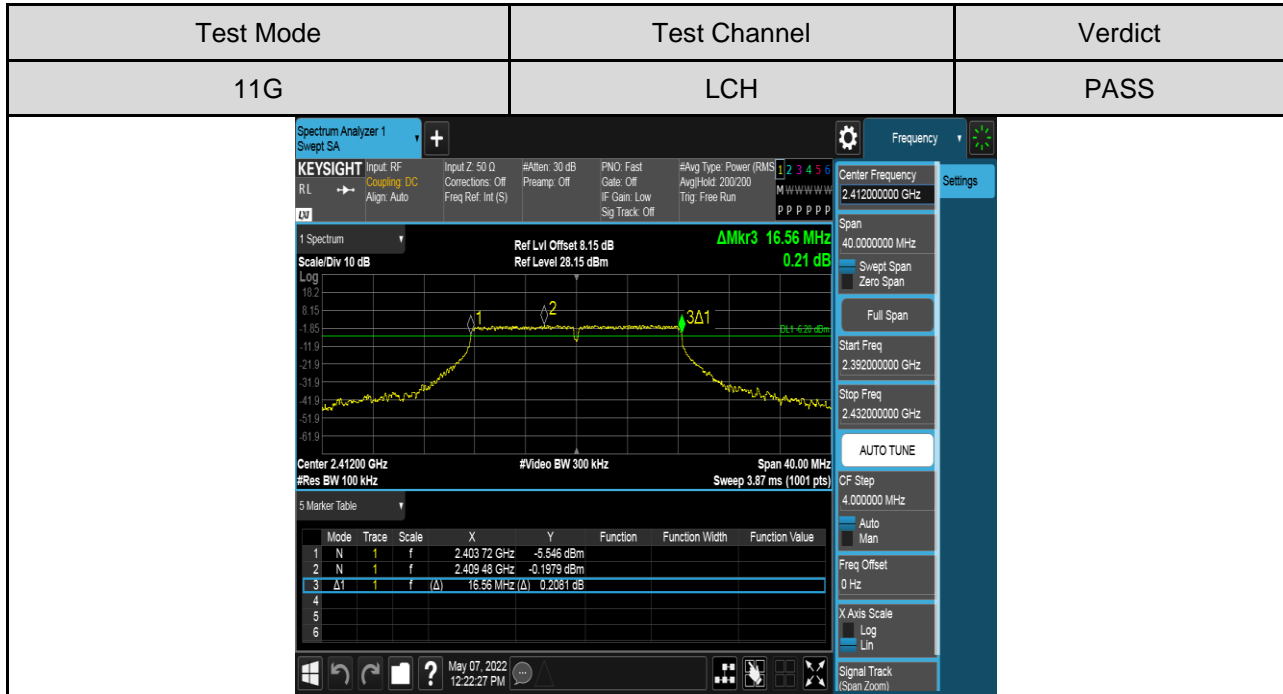 Test Mode Test Channel Verdict
11G LCH PASS
Spectrum Analyzer 1
Swept SA
+
Frequency
KEYSIGHT
RL
LXI
Input: RF
Coupling: DC
Align: Auto
Input Z: 50 Ω
Corrections: Off
Freq Ref: Int (S)
#Atten: 30 dB
Preamp: Off
PNO: Fast
Gate: Off
IF Gain: Low
Sig Track: Off
#Avg Type: Power (RMS
Avg|Hold: 200/200
Trig: Free Run
1 2 3 4 5 6
M W W W W W
P P P P P P
1 Spectrum
Scale/Div 10 dB
Ref Lvl Offset 8.15 dB
Ref Level 28.15 dBm
ΔMkr3 16.56 MHz
0.21 dB
Log
18.2
8.15
-1.85
-11.9
-21.9
-31.9
-41.9
-51.9
-61.9
1
2
3Δ1
DL1 -6.20 dBm
Center 2.41200 GHz #Video BW 300 kHz Span 40.00 MHz
#Res BW 100 kHz Sweep 3.87 ms (1001 pts)
5 Marker Table
Mode Trace Scale X Y Function Function Width Function Value
1 N 1 f 2.403 72 GHz -5.546 dBm
2 N 1 f 2.409 48 GHz -0.1979 dBm
3 Δ1 1 f (Δ) 16.56 MHz (Δ) 0.2081 dB
4
5
6
?
May 07, 2022
12:22:27 PM
Center Frequency
2.412000000 GHz
Settings
Span
40.0000000 MHz
Swept Span
Zero Span
Full Span
Start Freq
2.392000000 GHz
Stop Freq
2.432000000 GHz
AUTO TUNE
CF Step
4.000000 MHz
Auto
Man
Freq Offset
0 Hz
X Axis Scale
Log
Lin
Signal Track
(Span Zoom)